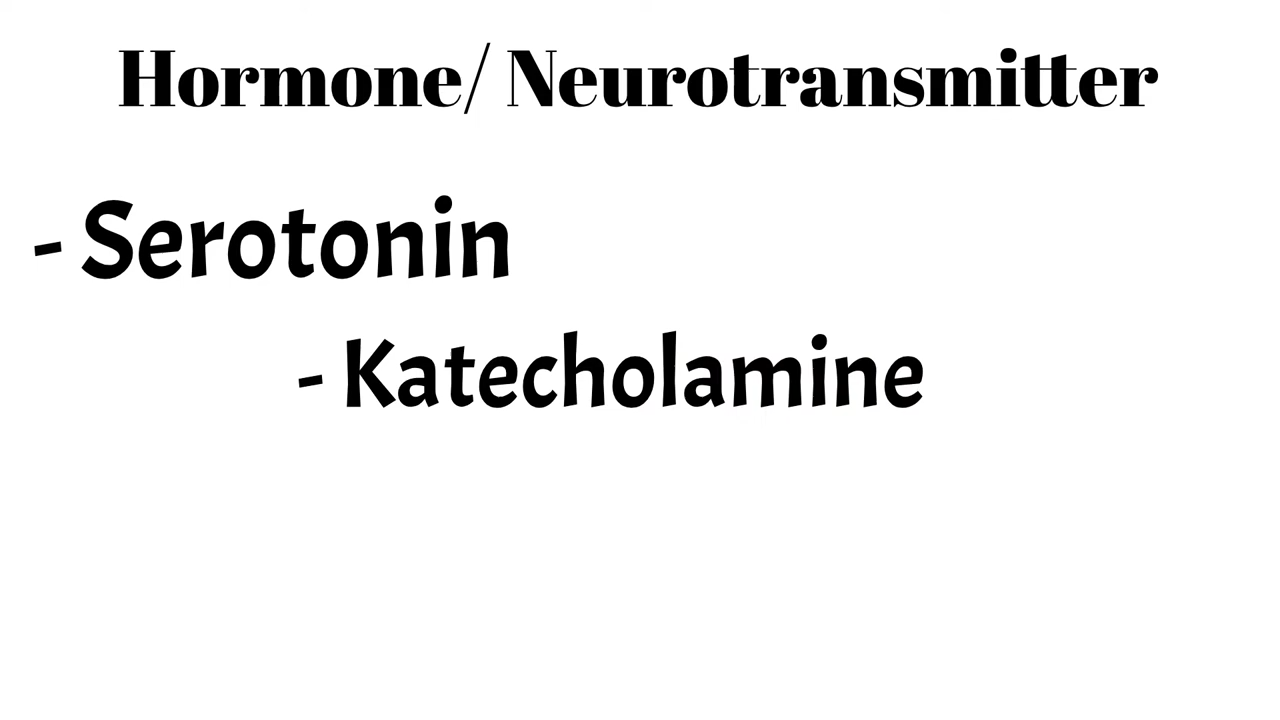 Hormone/ Neurotransmitter
- Serotonin
- Katecholamine